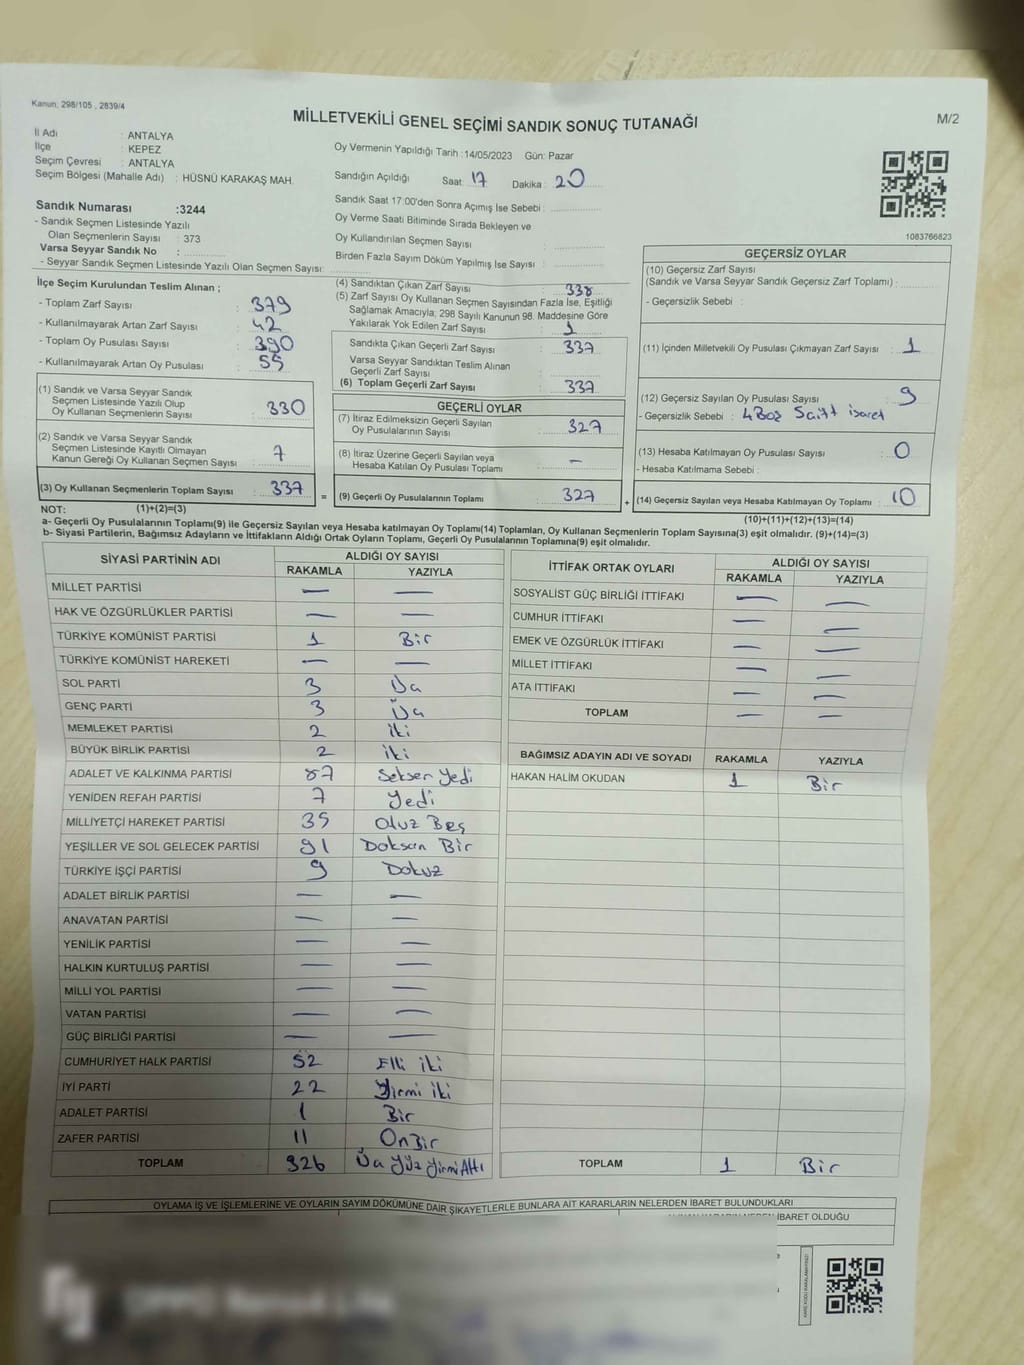 Kanun, 298/105 , 2839/4
MİLLETVEKİLİ GENEL SEÇİMİ SANDIK SONUÇ TUTANAĞI
M/2
İl Adı : ANTALYA
İlçe : KEPEZ
Seçim Çevresi : ANTALYA
Seçim Bölgesi (Mahalle Adı) : HÜSNÜ KARAKAŞ MAH.
Oy Vermenin Yapıldığı Tarih :14/05/2023 Gün: Pazar
Sandığın Açıldığı Saat: 17 Dakika : 20
Sandık Saat 17:00'den Sonra Açımış İse Sebebi :
Oy Verme Saati Bitiminde Sırada Bekleyen ve
Oy Kullandırılan Seçmen Sayısı :
Birden Fazla Sayım Döküm Yapılmış İse Sayısı :
1083766823
Sandık Numarası :3244
- Sandık Seçmen Listesinde Yazılı
Olan Seçmenlerin Sayısı : 373
Varsa Seyyar Sandık No :
- Seyyar Sandık Seçmen Listesinde Yazılı Olan Seçmen Sayısı:
İlçe Seçim Kurulundan Teslim Alınan ;
- Toplam Zarf Sayısı : 379
- Kullanılmayarak Artan Zarf Sayısı : 42
- Toplam Oy Pusulası Sayısı : 390
- Kullanılmayarak Artan Oy Pusulası : 55
(1) Sandık ve Varsa Seyyar Sandık
Seçmen Listesinde Yazılı Olup
Oy Kullanan Seçmenlerin Sayısı : 330
(2) Sandık ve Varsa Seyyar Sandık
Seçmen Listesinde Kayıtlı Olmayan
Kanun Gereği Oy Kullanan Seçmen Sayısı : 7
(3) Oy Kullanan Seçmenlerin Toplam Sayısı : 337
(4) Sandıktan Çıkan Zarf Sayısı : 338
(5) Zarf Sayısı Oy Kullanan Seçmen Sayısından Fazla İse, Eşitliği
Sağlamak Amacıyla; 298 Sayılı Kanunun 98. Maddesine Göre
Yakılarak Yok Edilen Zarf Sayısı : 1
Sandıkta Çıkan Geçerli Zarf Sayısı : 337
Varsa Seyyar Sandıktan Teslim Alınan
Geçerli Zarf Sayısı :
(6) Toplam Geçerli Zarf Sayısı : 337
GEÇERLİ OYLAR
(7) İtiraz Edilmeksizin Geçerli Sayılan
Oy Pusulalarının Sayısı : 327
(8) İtiraz Üzerine Geçerli Sayılan veya
Hesaba Katılan Oy Pusulası Toplamı : —
= (9) Geçerli Oy Pusulalarının Toplamı : 327
GEÇERSİZ OYLAR
(10) Geçersiz Zarf Sayısı
(Sandık ve Varsa Seyyar Sandık Geçersiz Zarf Toplamı) :
- Geçersizlik Sebebi :
(11) İçinden Milletvekili Oy Pusulası Çıkmayan Zarf Sayısı : 1
(12) Geçersiz Sayılan Oy Pusulası Sayısı : 9
- Geçersizlik Sebebi : 4 Boş
(13) Hesaba Katılmayan Oy Pusulası Sayısı : 0
- Hesaba Katılmama Sebebi :
+ (14) Geçersiz Sayılan veya Hesaba Katılmayan Oy Toplamı : 10
NOT: (1)+(2)=(3)
(10)+(11)+(12)+(13)=(14)
a- Geçerli Oy Pusulalarının Toplamı(9) ile Geçersiz Sayılan veya Hesaba katılmayan Oy Toplamı(14) Toplamları, Oy Kullanan Seçmenlerin Toplam Sayısına(3) eşit olmalıdır. (9)+(14)=(3)
b- Siyasi Partilerin, Bağımsız Adayların ve İttifakların Aldığı Ortak Oyların Toplamı, Geçerli Oy Pusulalarının Toplamına(9) eşit olmalıdır.
SİYASİ PARTİNİN ADI
ALDIĞI OY SAYISI
RAKAMLA YAZIYLA
MİLLET PARTİSİ — —
HAK VE ÖZGÜRLÜKLER PARTİSİ — —
TÜRKİYE KOMÜNİST PARTİSİ 1 Bir
TÜRKİYE KOMÜNİST HAREKETİ — —
SOL PARTİ 3 Üç
GENÇ PARTİ 3 Üç
MEMLEKET PARTİSİ 2 iki
BÜYÜK BİRLİK PARTİSİ 2 iki
ADALET VE KALKINMA PARTİSİ 87 Seksen yedi
YENİDEN REFAH PARTİSİ 7 yedi
MİLLİYETÇİ HAREKET PARTİSİ 35 Otuz Beş
YEŞİLLER VE SOL GELECEK PARTİSİ 91 Doksan Bir
TÜRKİYE İŞÇİ PARTİSİ 9 Dokuz
ADALET BİRLİK PARTİSİ — —
ANAVATAN PARTİSİ — —
YENİLİK PARTİSİ — —
HALKIN KURTULUŞ PARTİSİ — —
MİLLİ YOL PARTİSİ — —
VATAN PARTİSİ — —
GÜÇ BİRLİĞİ PARTİSİ — —
CUMHURİYET HALK PARTİSİ 52 Elli iki
İYİ PARTİ 22 Yirmi iki
ADALET PARTİSİ 1 Bir
ZAFER PARTİSİ 11 OnBir
TOPLAM 326 Üç Yüz Yirmi Altı
İTTİFAK ORTAK OYLARI
ALDIĞI OY SAYISI
RAKAMLA YAZIYLA
SOSYALİST GÜÇ BİRLİĞİ İTTİFAKI — —
CUMHUR İTTİFAKI — —
EMEK VE ÖZGÜRLÜK İTTİFAKI — —
MİLLET İTTİFAKI — —
ATA İTTİFAKI — —
TOPLAM — —
BAĞIMSIZ ADAYIN ADI VE SOYADI RAKAMLA YAZIYLA
HAKAN HALİM OKUDAN 1 Bir
TOPLAM 1 Bir
OYLAMA İŞ VE İŞLEMLERİNE VE OYLARIN SAYIM DÖKÜMÜNE DAİR ŞİKAYETLERLE BUNLARA AİT KARARLARIN NELERDEN İBARET BULUNDUKLARI
İBARET OLDUĞU